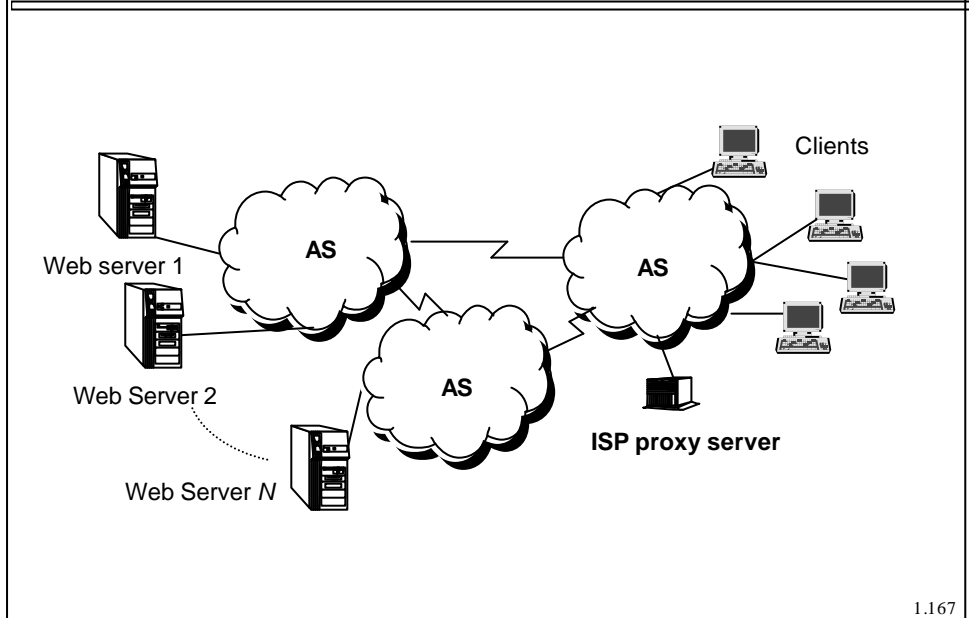 Clients
AS
AS
Web server 1
Web Server 2
AS
ISP proxy server
Web Server N
1.167